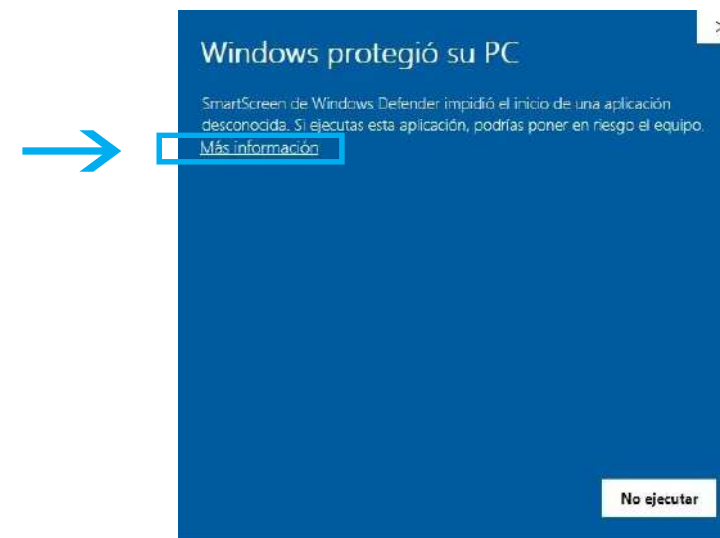 Windows protegió su PC
SmartScreen de Windows Defender impidió el inicio de una aplicación
desconocida. Si ejecutas esta aplicación, podrías poner en riesgo el equipo.
Más información
No ejecutar